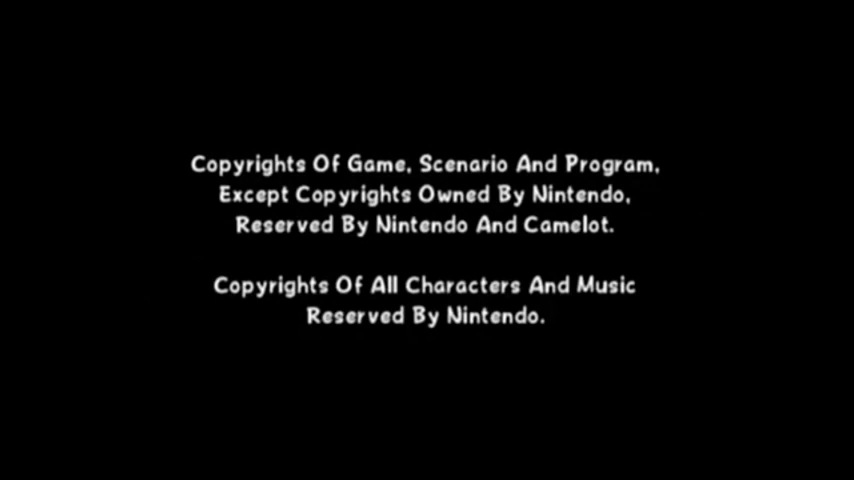 Copyrights Of Game, Scenario And Program,
Except Copyrights Owned By Nintendo,
Reserved By Nintendo And Camelot.
Copyrights Of All Characters And Music
Reserved By Nintendo.